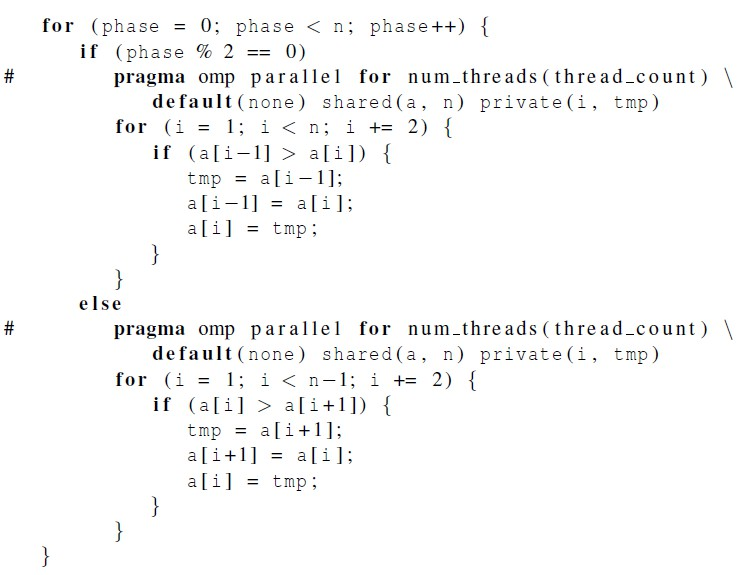 for (phase = 0; phase < n; phase++) {
   if (phase % 2 == 0)
#     pragma omp parallel for num_threads(thread_count) \
         default(none) shared(a, n) private(i, tmp)
      for (i = 1; i < n; i += 2) {
         if (a[i-1] > a[i]) {
            tmp = a[i-1];
            a[i-1] = a[i];
            a[i] = tmp;
         }
      }
   else
#     pragma omp parallel for num_threads(thread_count) \
         default(none) shared(a, n) private(i, tmp)
      for (i = 1; i < n-1; i += 2) {
         if (a[i] > a[i+1]) {
            tmp = a[i+1];
            a[i+1] = a[i];
            a[i] = tmp;
         }
      }
}